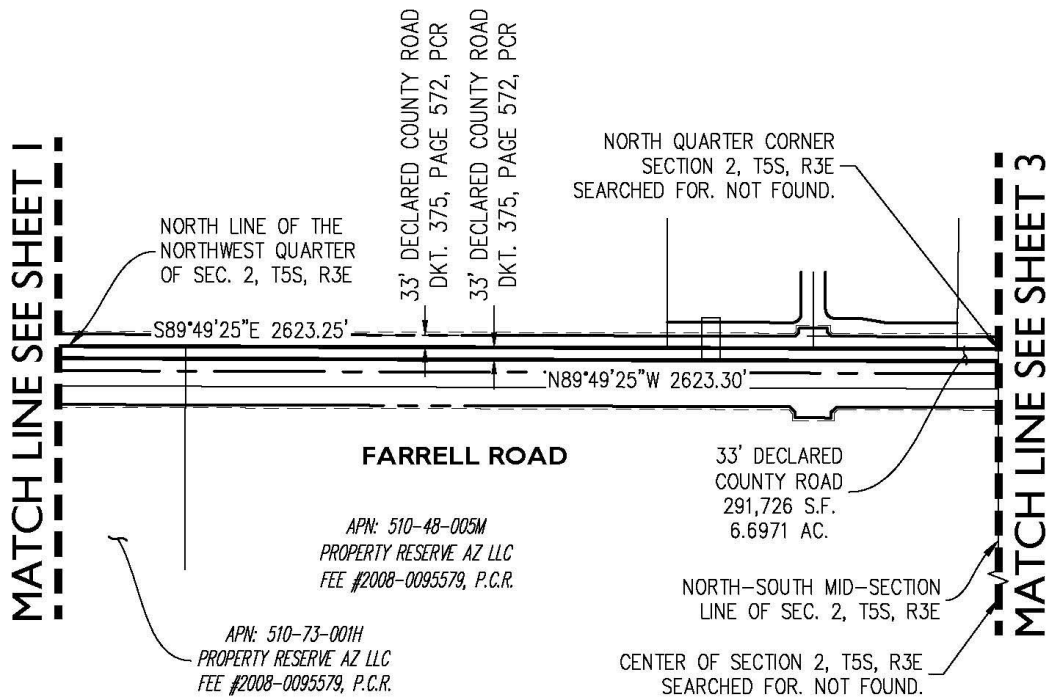 MATCH LINE SEE SHEET 1
NORTH LINE OF THE
NORTHWEST QUARTER
OF SEC. 2, T5S, R3E
33' DECLARED COUNTY ROAD
DKT. 375, PAGE 572, PCR
33' DECLARED COUNTY ROAD
DKT. 375, PAGE 572, PCR
NORTH QUARTER CORNER
SECTION 2, T5S, R3E
SEARCHED FOR. NOT FOUND.
MATCH LINE SEE SHEET 3
S89°49'25"E 2623.25'
N89°49'25"W 2623.30'
FARRELL ROAD
33' DECLARED
COUNTY ROAD
291,726 S.F.
6.6971 AC.
APN: 510-48-005M
PROPERTY RESERVE AZ LLC
FEE #2008-0095579, P.C.R.
NORTH-SOUTH MID-SECTION
LINE OF SEC. 2, T5S, R3E
APN: 510-73-001H
PROPERTY RESERVE AZ LLC
FEE #2008-0095579, P.C.R.
CENTER OF SECTION 2, T5S, R3E
SEARCHED FOR. NOT FOUND.